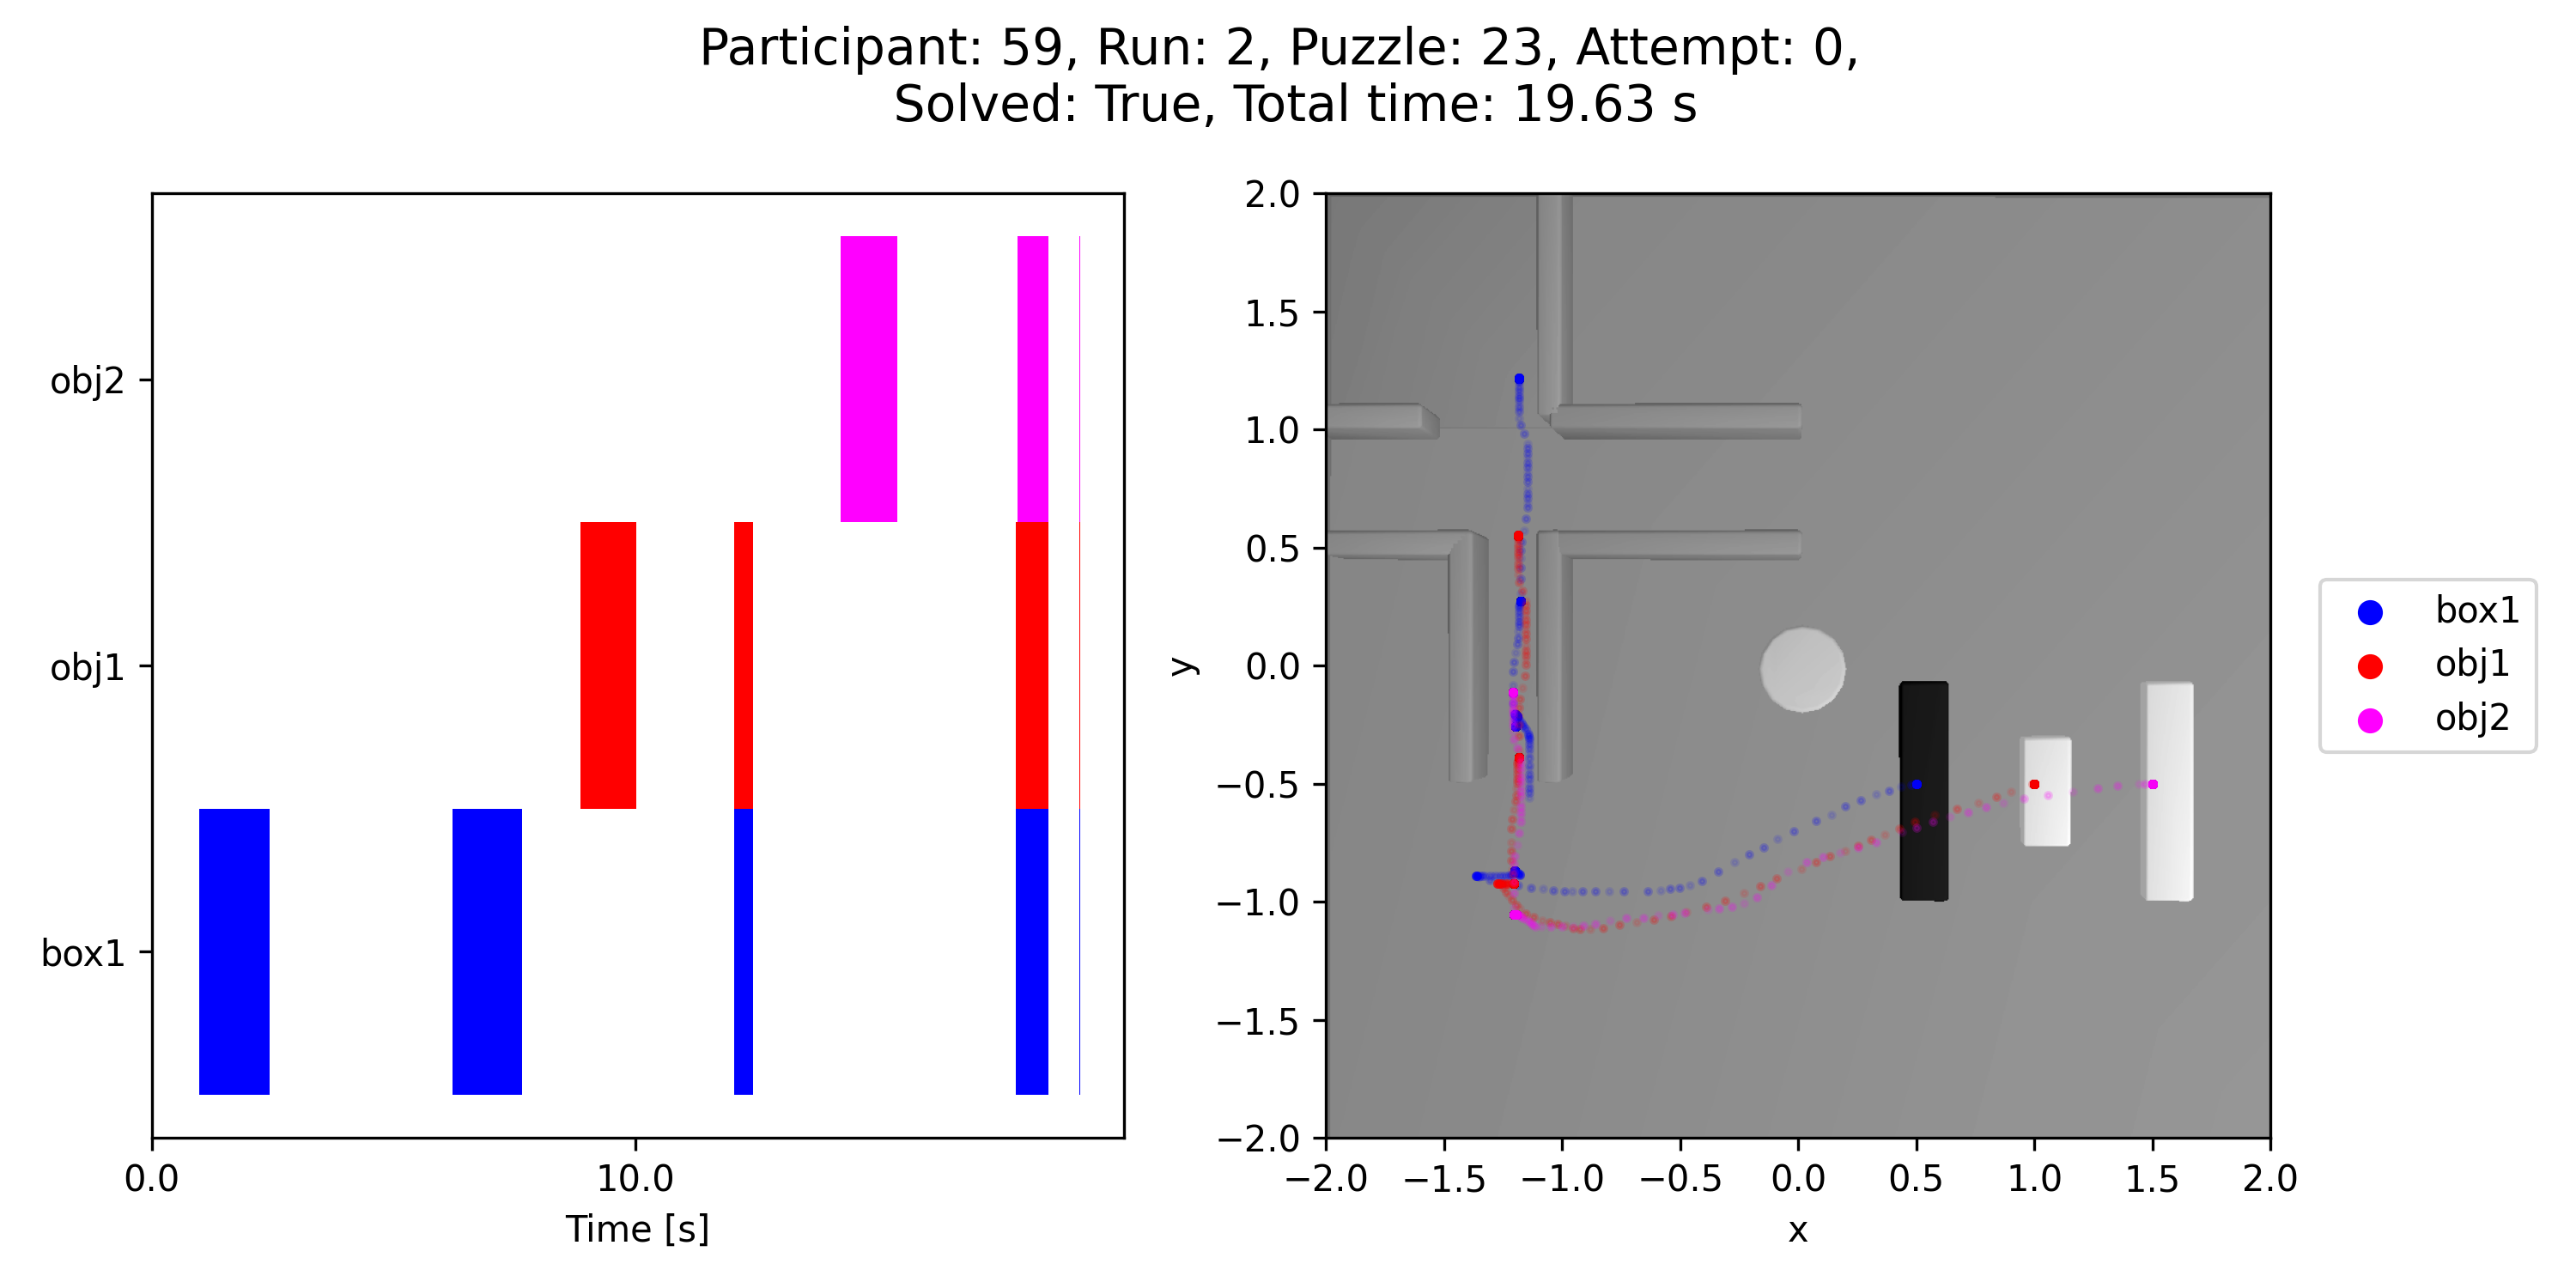 Participant: 59, Run: 2, Puzzle: 23, Attempt: 0,
Solved: True, Total time: 19.63 s
obj2
obj1
box1
0.0
10.0
Time [s]
2.0
1.5
1.0
0.5
0.0
−0.5
−1.0
−1.5
−2.0
y
−2.0
−1.5
−1.0
−0.5
0.0
0.5
1.0
1.5
2.0
x
box1
obj1
obj2